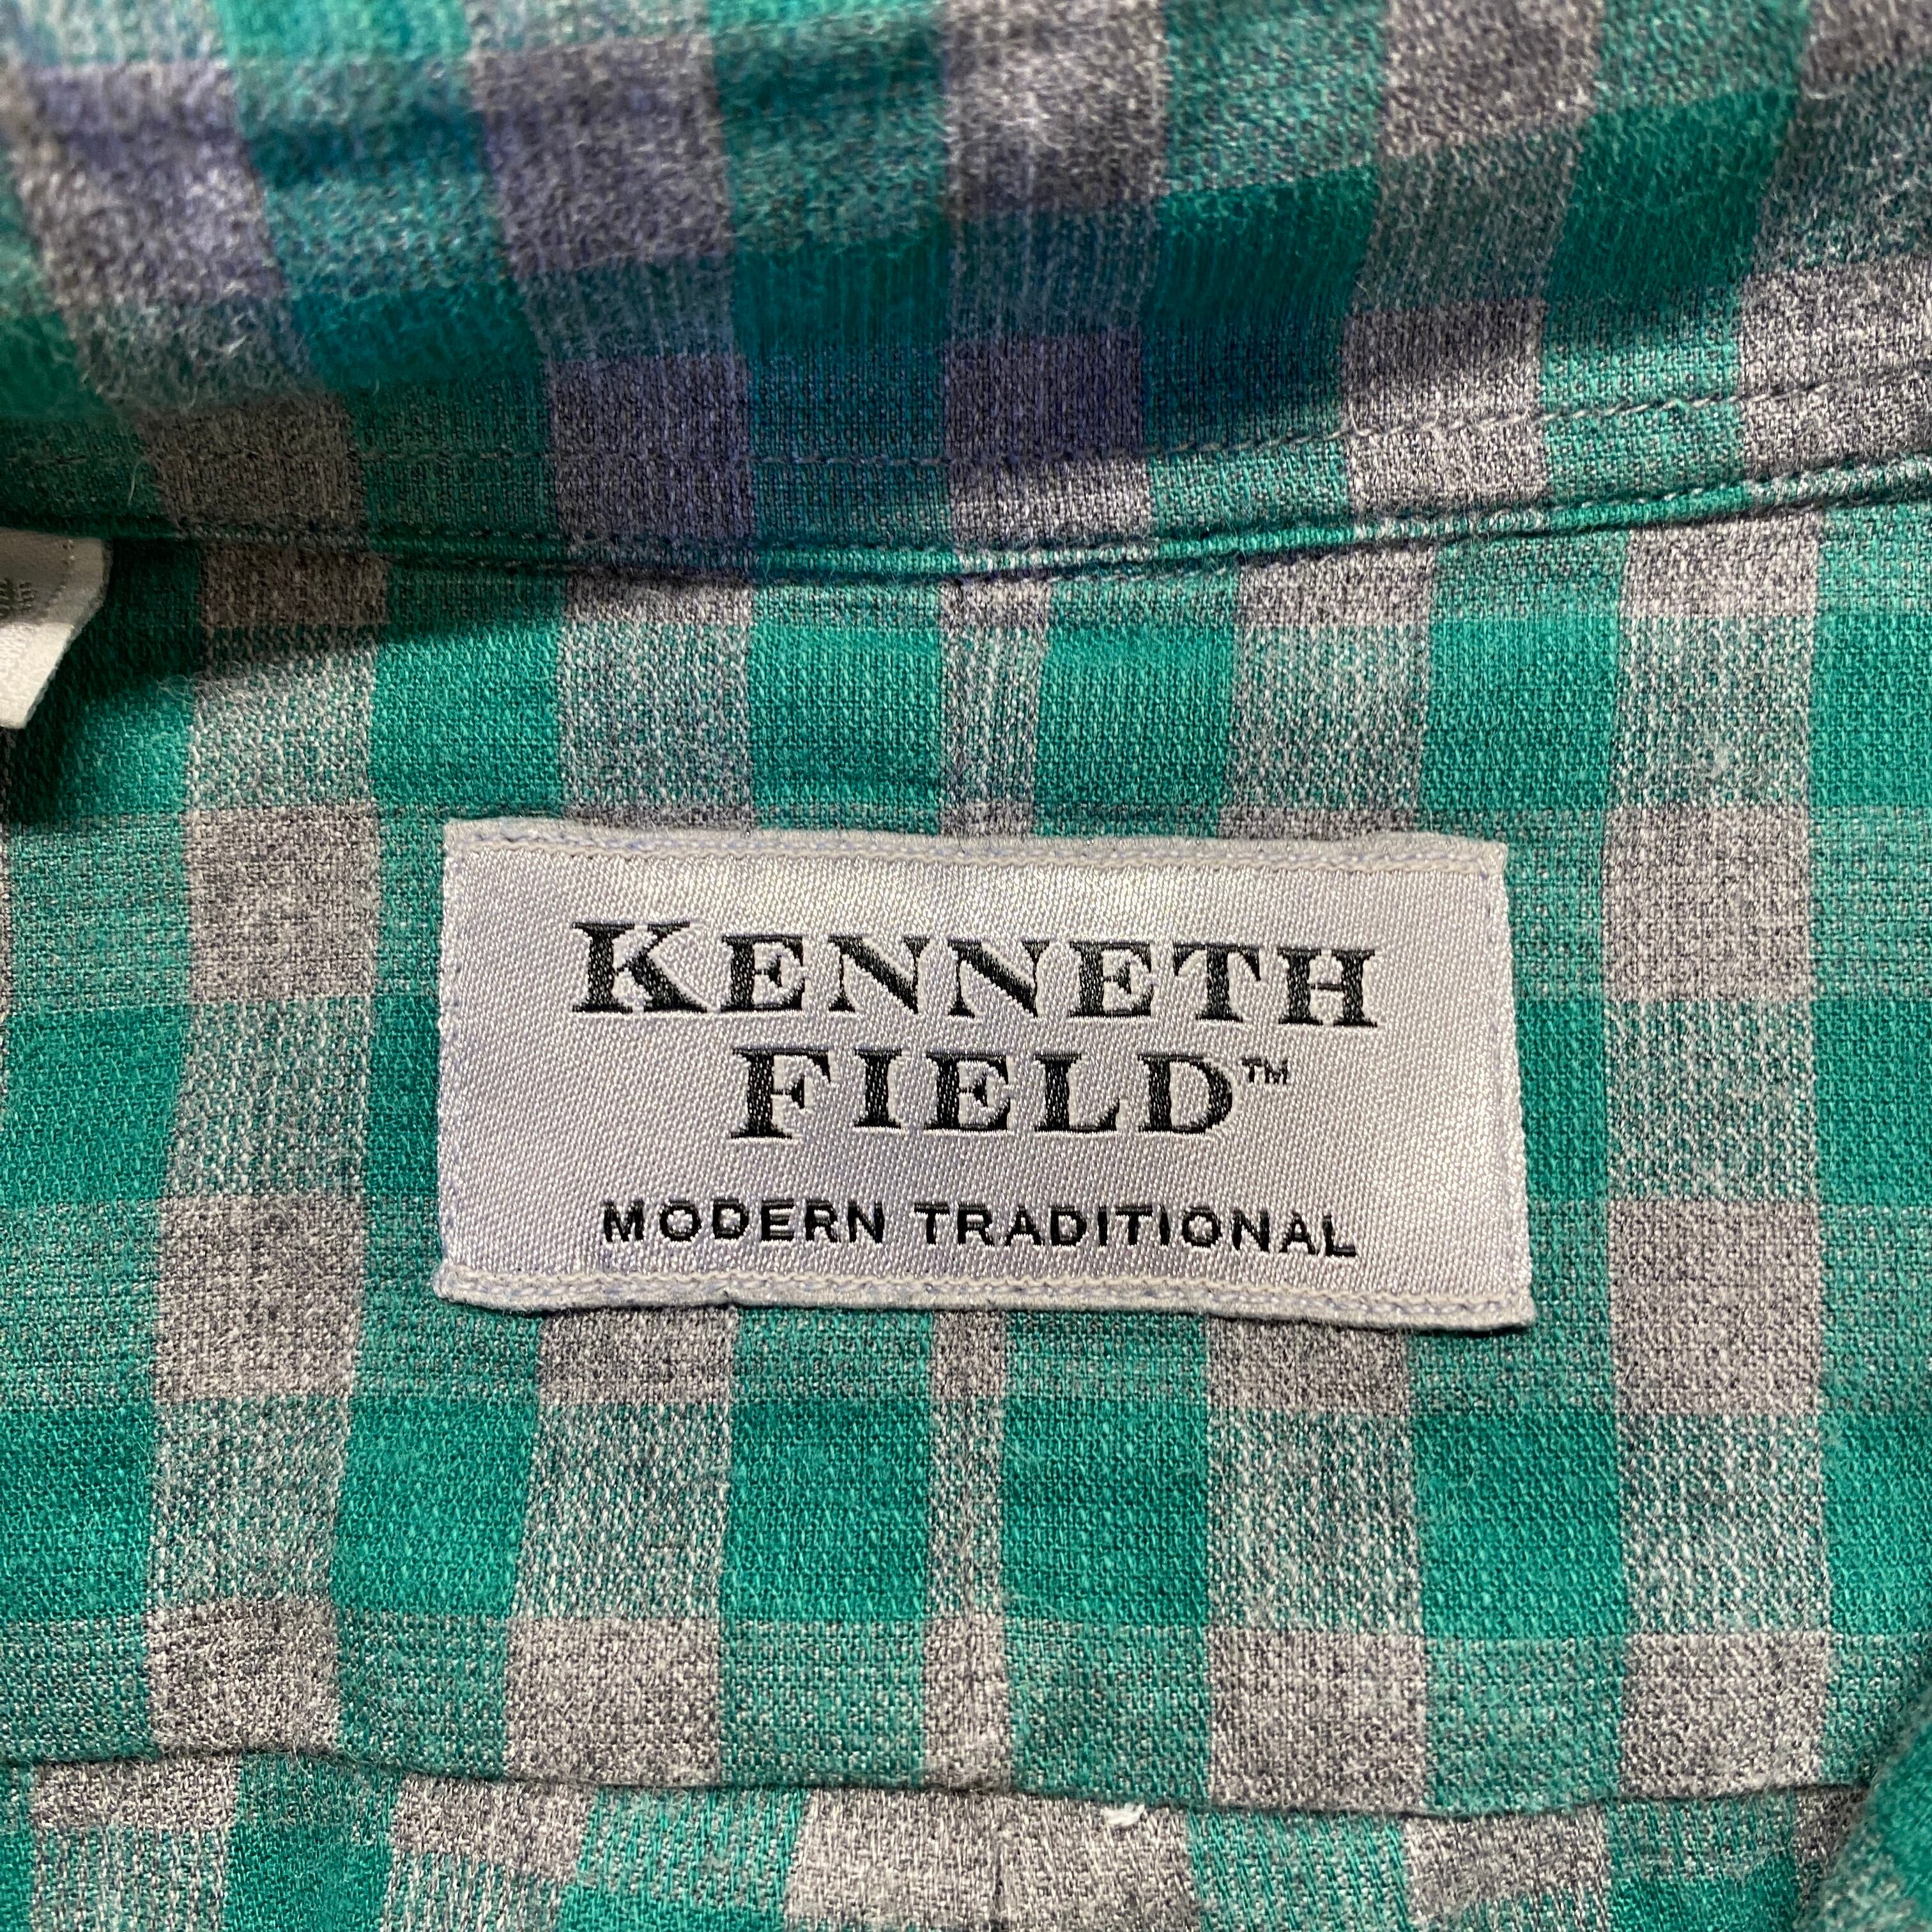 KENNETH
FIELD™
MODERN TRADITIONAL